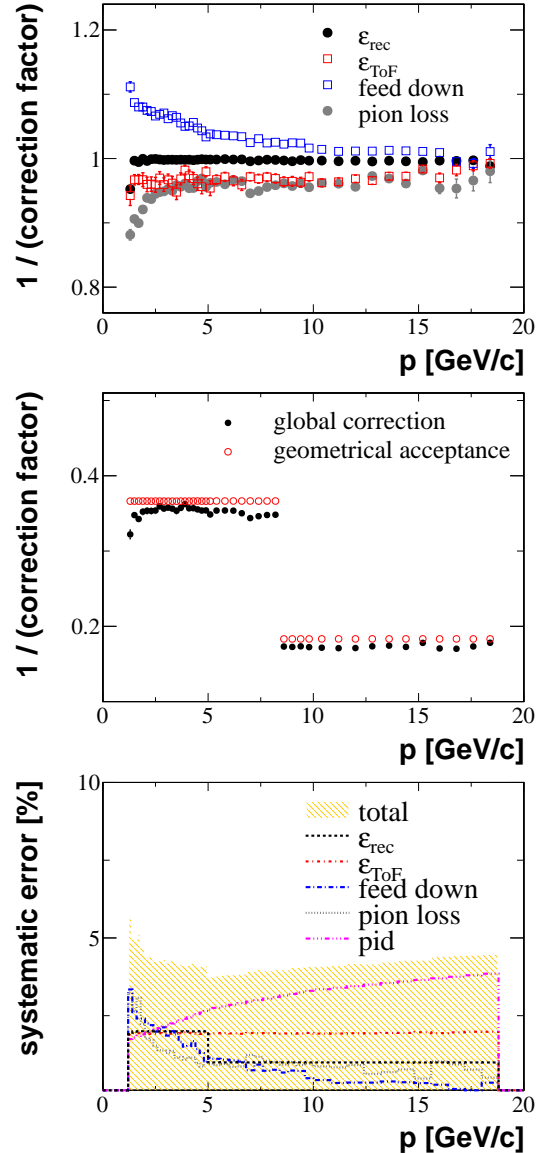 1.2
1
0.8
1 / (correction factor)
ε_rec
ε_ToF
feed down
pion loss
0 5 10 15 20
p [GeV/c]
0.4
0.2
1 / (correction factor)
global correction
geometrical acceptance
0 5 10 15 20
p [GeV/c]
10
5
0
systematic error [%]
total
ε_rec
ε_ToF
feed down
pion loss
pid
0 5 10 15 20
p [GeV/c]